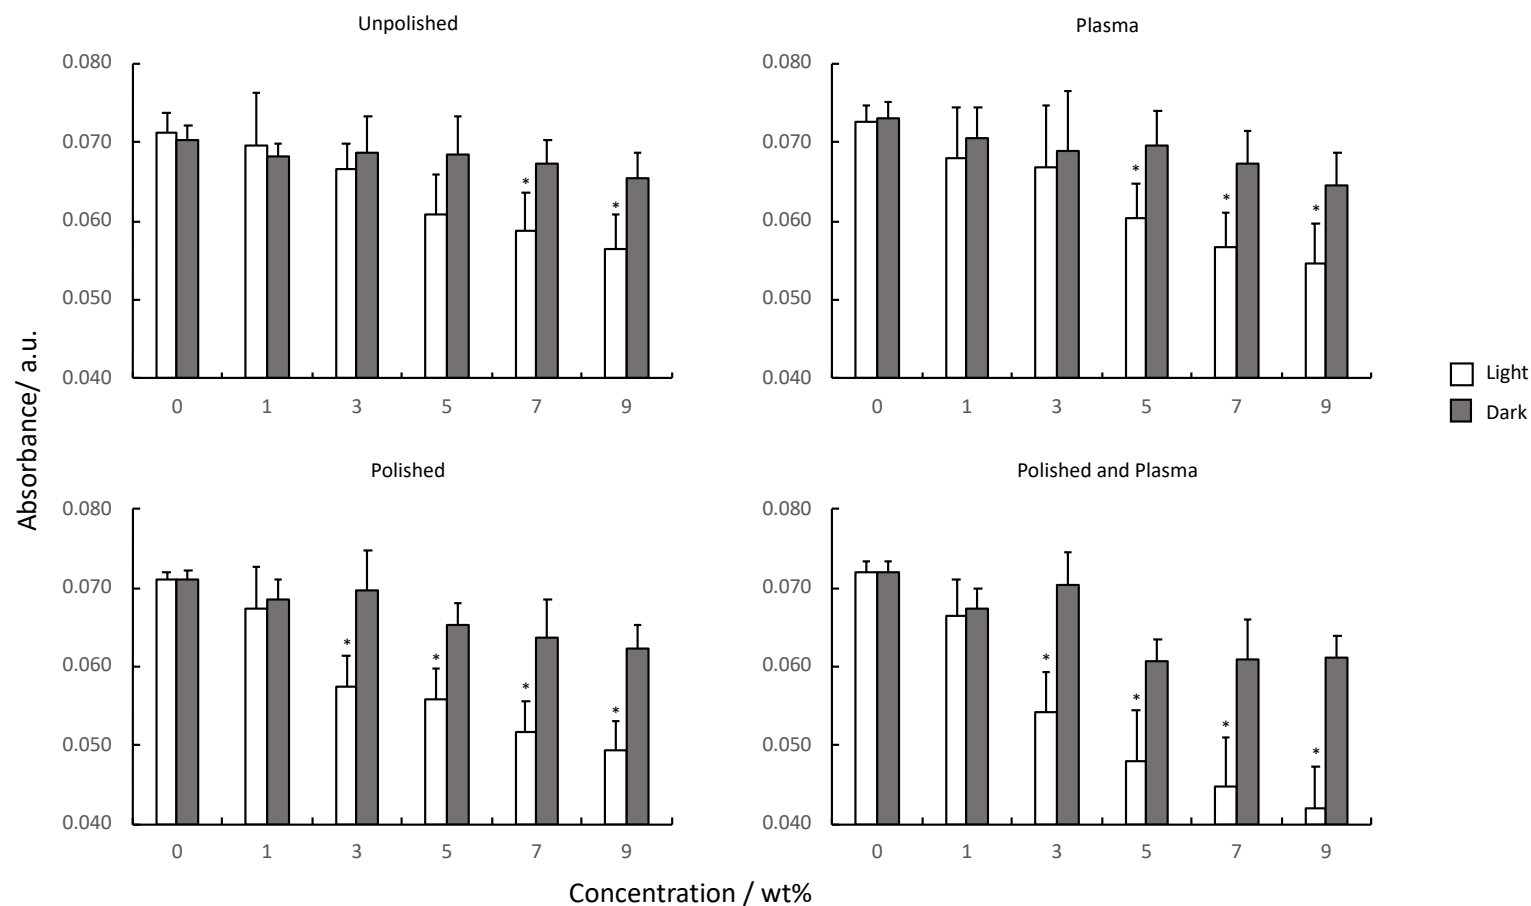 Unpolished
0.080
0.070
0.060
0.050
0.040
0 1 3 5 7 9
* *
Plasma
0.080
0.070
0.060
0.050
0.040
0 1 3 5 7 9
* * *
Absorbance/ a.u.
Light
Dark
Polished
0.080
0.070
0.060
0.050
0.040
0 1 3 5 7 9
* * * *
Polished and Plasma
0.080
0.070
0.060
0.050
0.040
0 1 3 5 7 9
* * * *
Concentration / wt%